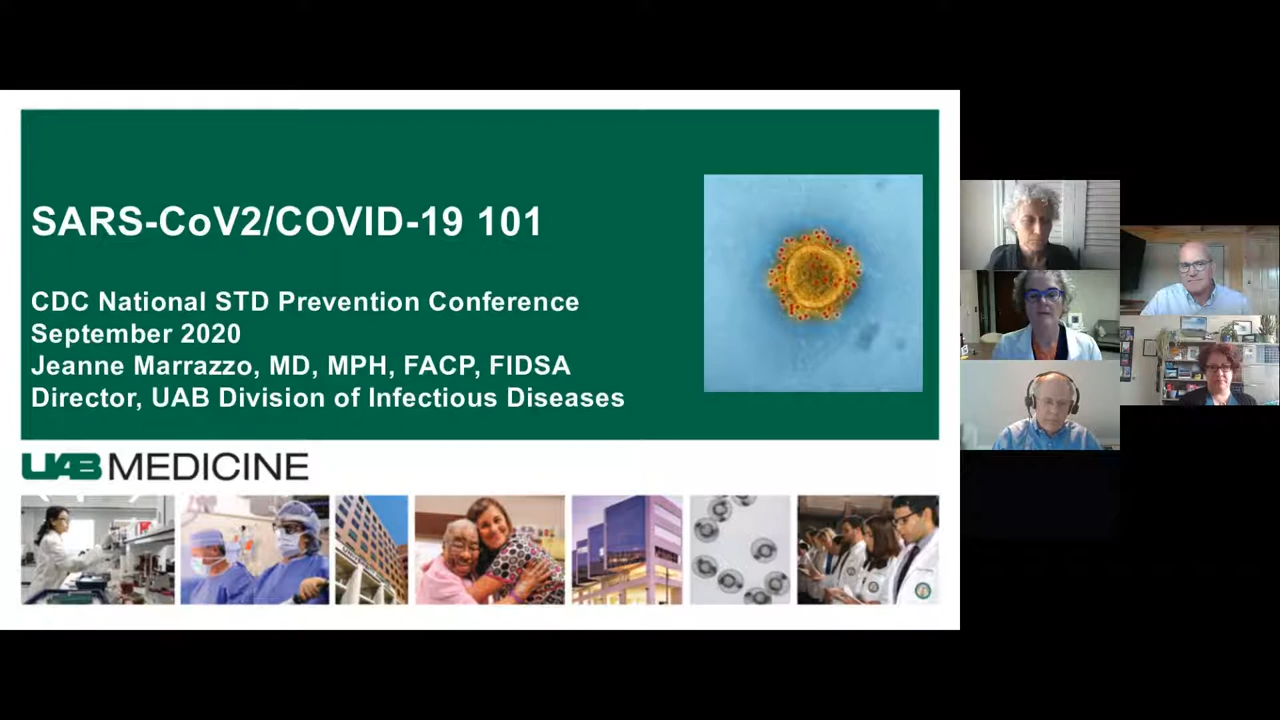 SARS-CoV2/COVID-19 101
CDC National STD Prevention Conference
September 2020
Jeanne Marrazzo, MD, MPH, FACP, FIDSA
Director, UAB Division of Infectious Diseases
UAB MEDICINE